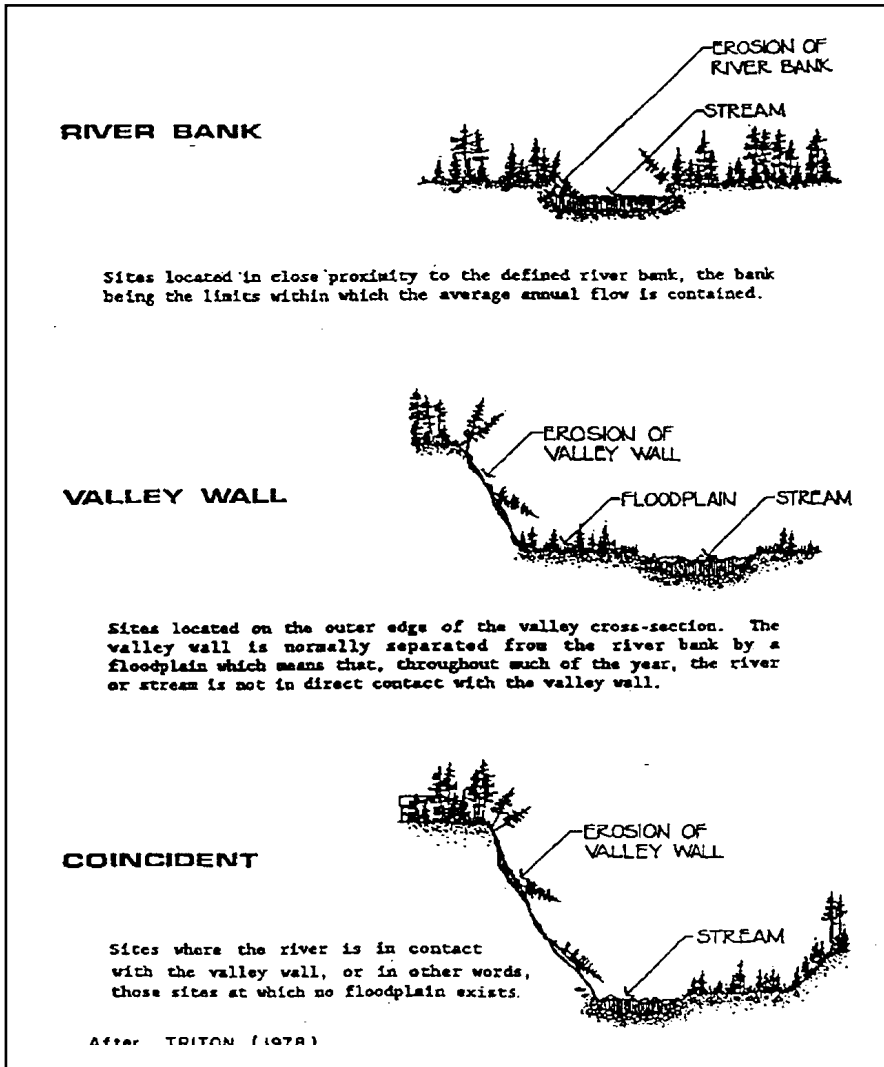 EROSION OF
RIVER BANK
STREAM
RIVER BANK
Sites located in close proximity to the defined river bank, the bank
being the limits within which the average annual flow is contained.
EROSION OF
VALLEY WALL
VALLEY WALL
FLOODPLAIN
STREAM
Sites located on the outer edge of the valley cross-section. The
valley wall is normally separated from the river bank by a
floodplain which means that, throughout much of the year, the river
or stream is not in direct contact with the valley wall.
EROSION OF
VALLEY WALL
COINCIDENT
STREAM
Sites where the river is in contact
with the valley wall, or in other words,
those sites at which no floodplain exists.
After TRITON (1978)